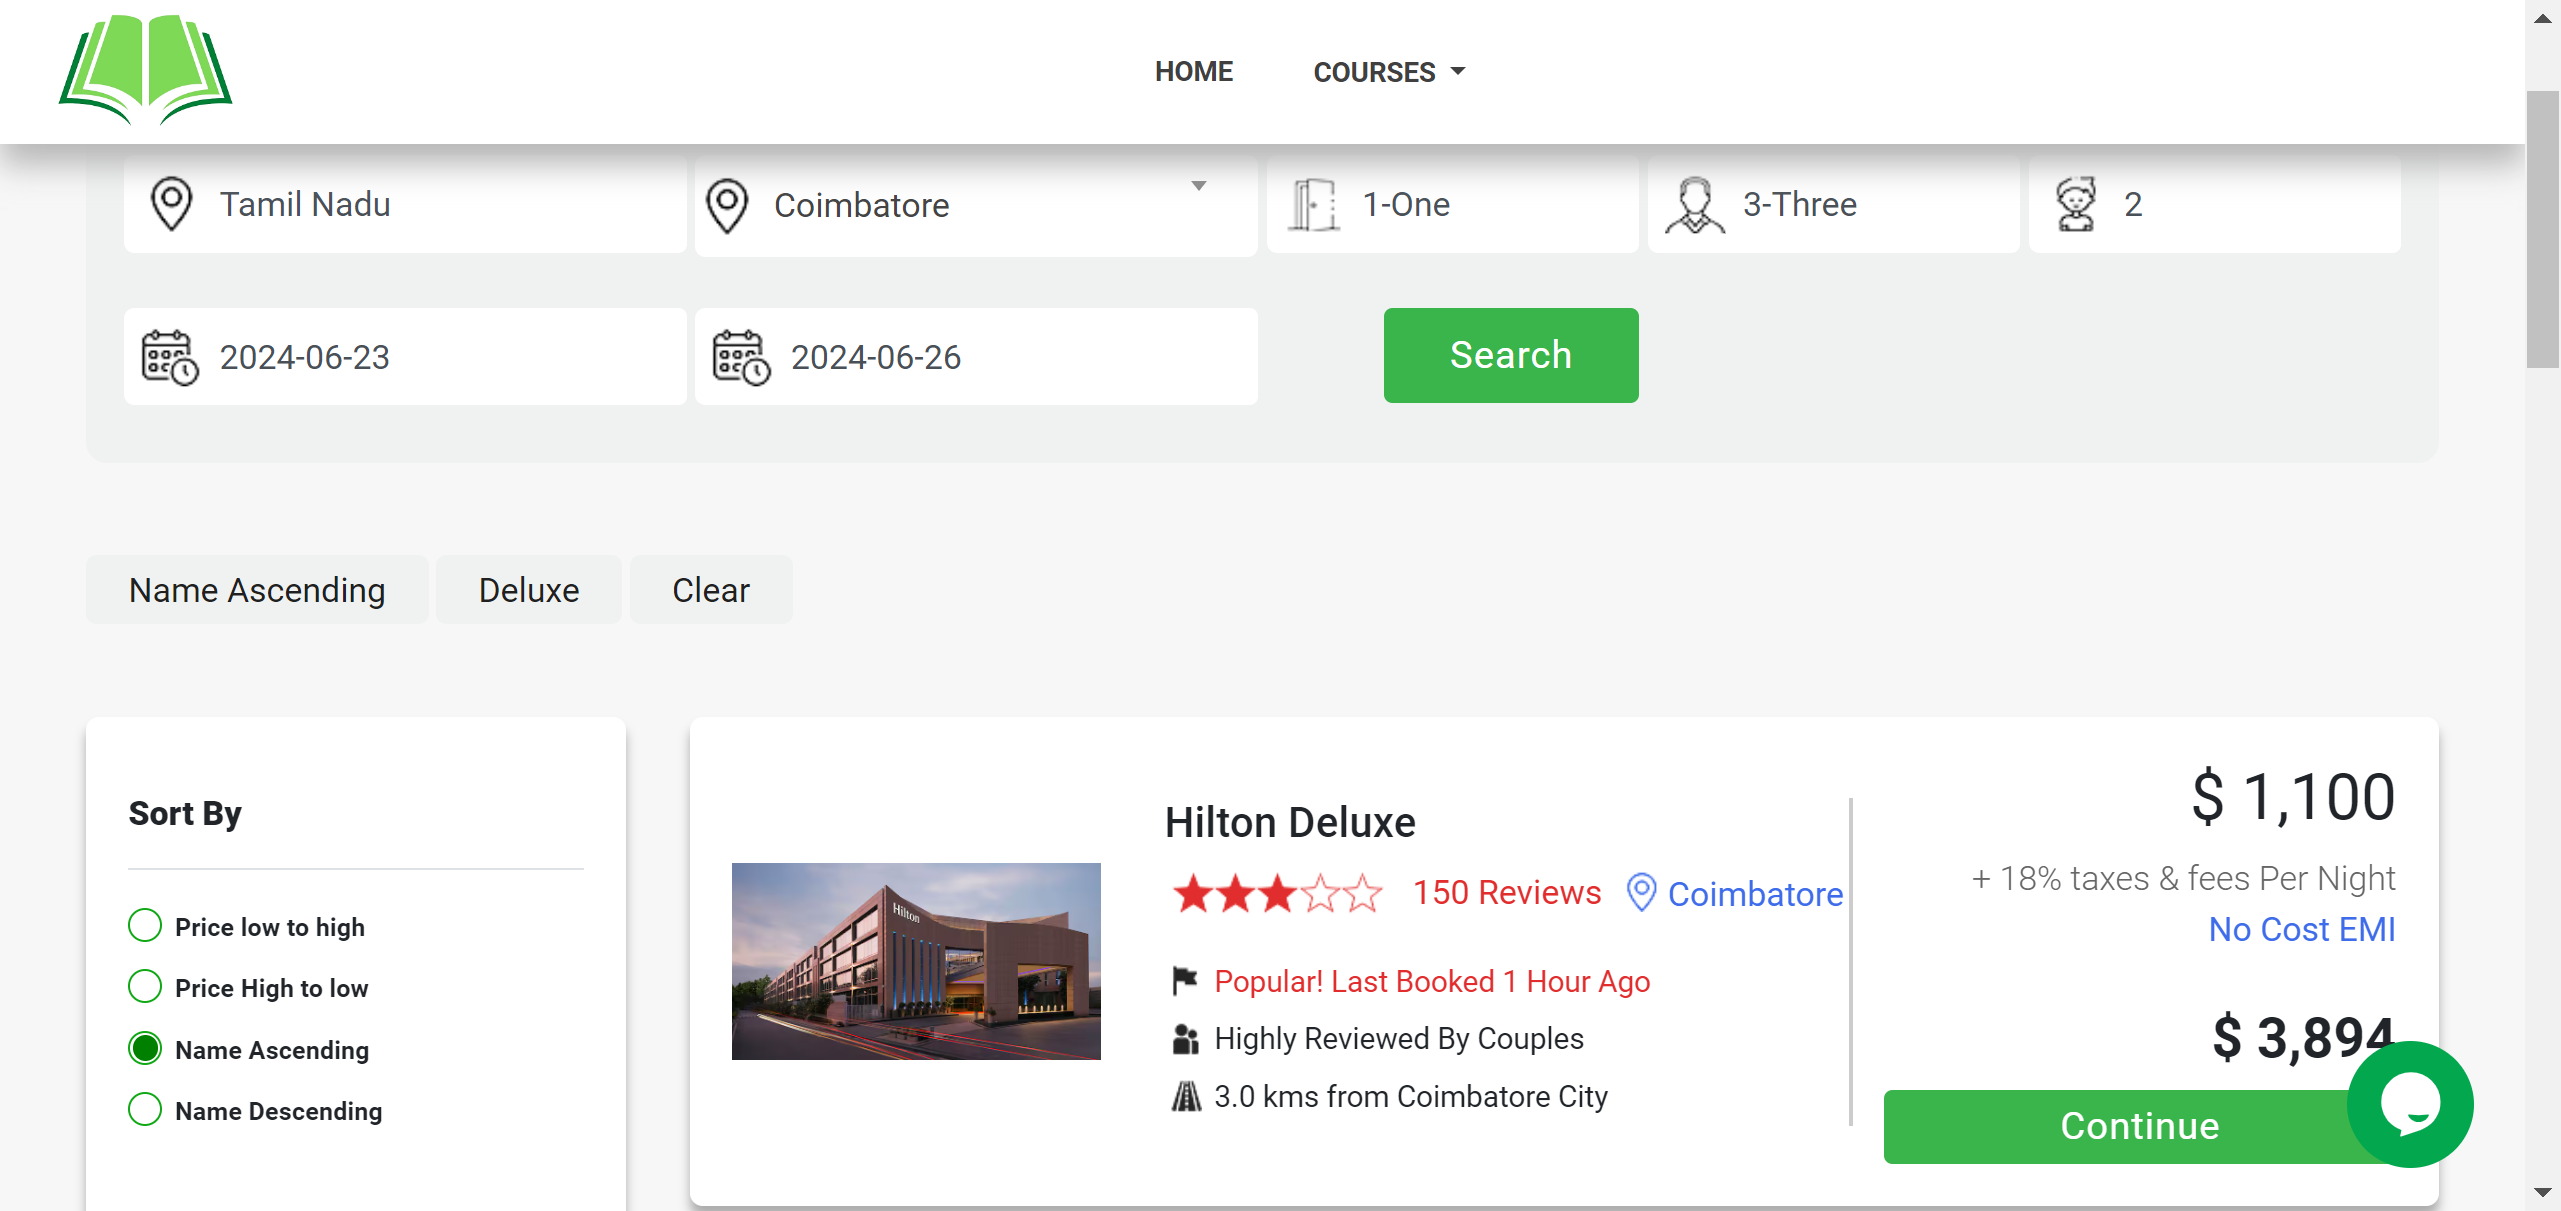 HOME
COURSES
Tamil Nadu
Coimbatore
1-One
3-Three
2
2024-06-23
2024-06-26
Search
Name Ascending
Deluxe
Clear
Sort By
Price low to high
Price High to low
Name Ascending
Name Descending
Hilton
Hilton Deluxe
150 Reviews
Coimbatore
Popular! Last Booked 1 Hour Ago
Highly Reviewed By Couples
3.0 kms from Coimbatore City
$ 1,100
+ 18% taxes & fees Per Night
No Cost EMI
$ 3,894
Continue